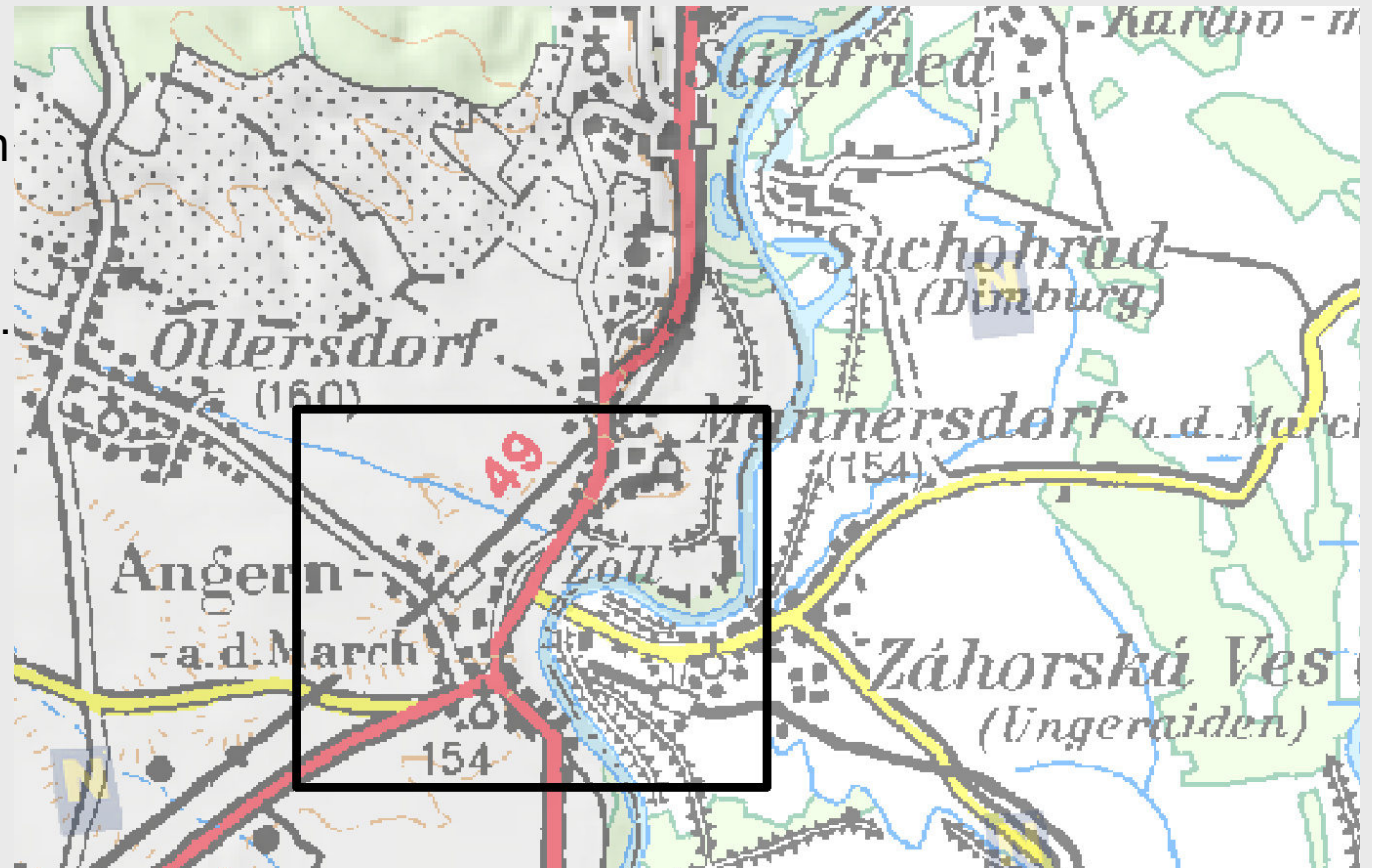 Stillfried
n
Suchohrad
(Dimburg)
N
.
Ollersdorf
(160)
Mannersdorf a.d. March
49
(154)
Zoll
Angern-
-a.d. March
Záhorská Ves
(Ungeraiden)
154
N
N